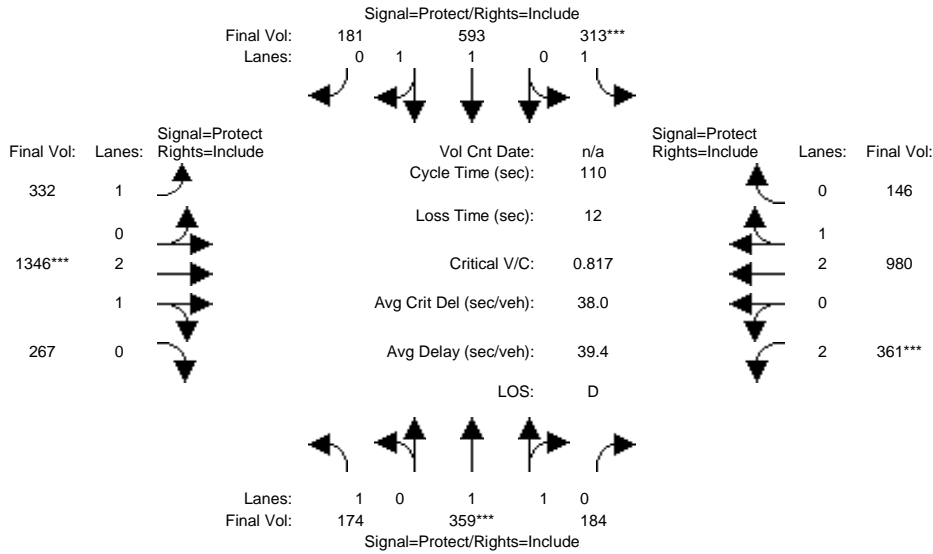 Signal=Protect/Rights=Include
Final Vol: 181 593 313***
Lanes: 0 1 1 0 1
Signal=Protect Signal=Protect
Final Vol: Lanes: Rights=Include Vol Cnt Date: n/a Rights=Include Lanes: Final Vol:
Cycle Time (sec): 110
332 1 0 146
Loss Time (sec): 12
0 1
1346*** 2 Critical V/C: 0.817 2 980
1 Avg Crit Del (sec/veh): 38.0 0
267 0 Avg Delay (sec/veh): 39.4 2 361***
LOS: D
Lanes: 1 0 1 1 0
Final Vol: 174 359*** 184
Signal=Protect/Rights=Include